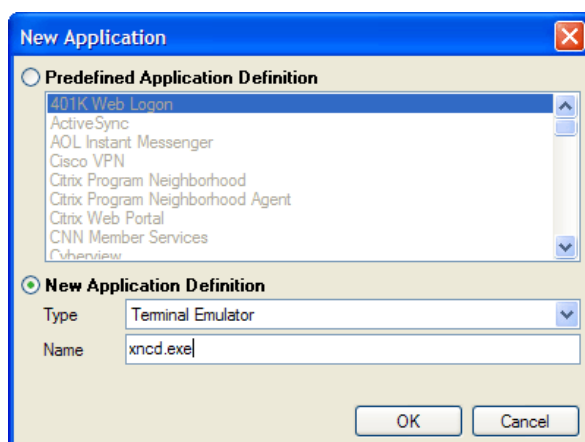 New Application
Predefined Application Definition
401K Web Logon
ActiveSync
AOL Instant Messenger
Cisco VPN
Citrix Program Neighborhood
Citrix Program Neighborhood Agent
Citrix Web Portal
CNN Member Services
Cyberview
New Application Definition
Type Terminal Emulator
Name xncd.exe
OK Cancel